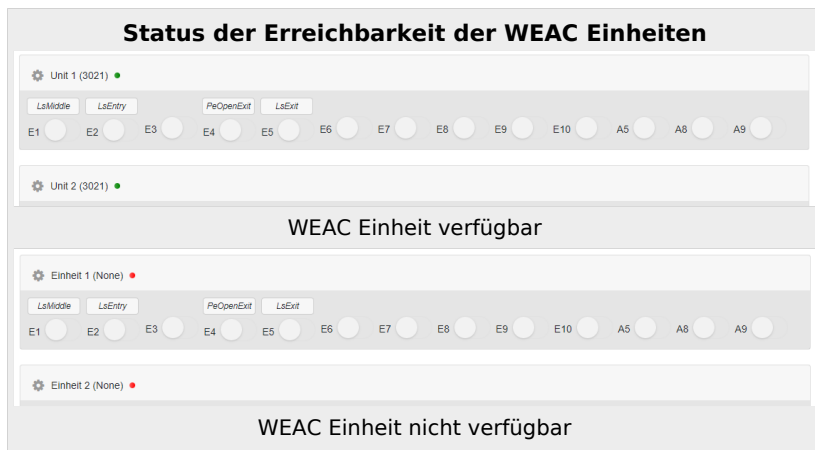 Status der Erreichbarkeit der WEAC Einheiten
Unit 1 (3021)
LsMiddle LsEntry PeOpenExit LsExit
E1 E2 E3 E4 E5 E6 E7 E8 E9 E10 A5 A8 A9
Unit 2 (3021)
WEAC Einheit verfügbar
Einheit 1 (None)
LsMiddle LsEntry PeOpenExit LsExit
E1 E2 E3 E4 E5 E6 E7 E8 E9 E10 A5 A8 A9
Einheit 2 (None)
WEAC Einheit nicht verfügbar